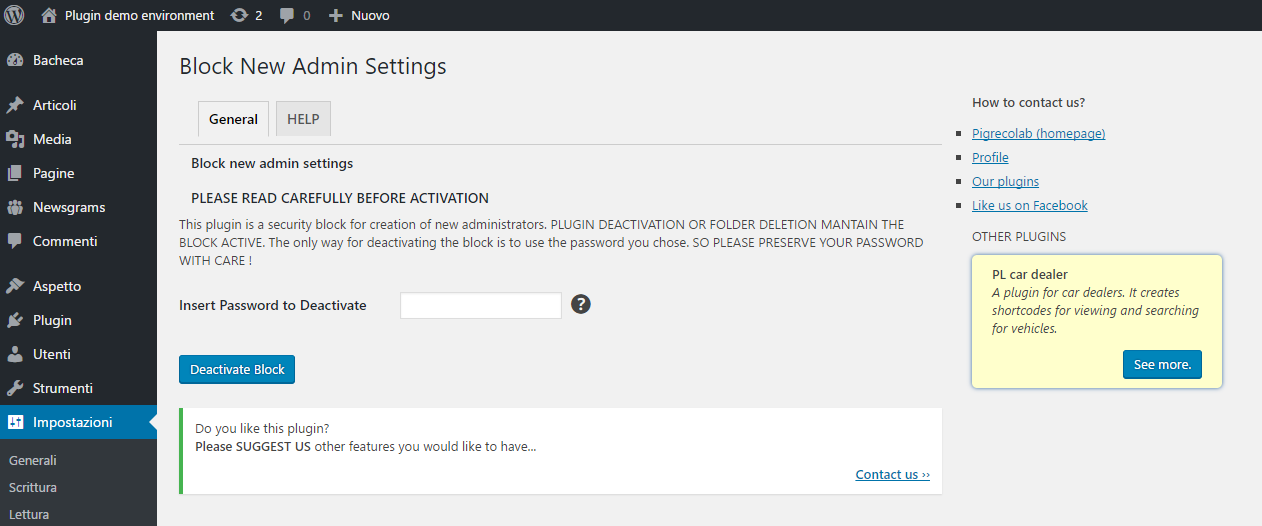 Plugin demo environment 2 0 Nuovo
Bacheca
Articoli
Media
Pagine
Newsgrams
Commenti
Aspetto
Plugin
Utenti
Strumenti
Impostazioni
Generali
Scrittura
Lettura
Block New Admin Settings
General HELP
Block new admin settings
PLEASE READ CAREFULLY BEFORE ACTIVATION
This plugin is a security block for creation of new administrators. PLUGIN DEACTIVATION OR FOLDER DELETION MANTAIN THE
BLOCK ACTIVE. The only way for deactivating the block is to use the password you chose. SO PLEASE PRESERVE YOUR PASSWORD
WITH CARE !
Insert Password to Deactivate ?
Deactivate Block
Do you like this plugin?
Please SUGGEST US other features you would like to have...
Contact us ››
How to contact us?
Pigrecolab (homepage)
Profile
Our plugins
Like us on Facebook
OTHER PLUGINS
PL car dealer
A plugin for car dealers. It creates
shortcodes for viewing and searching
for vehicles.
See more.